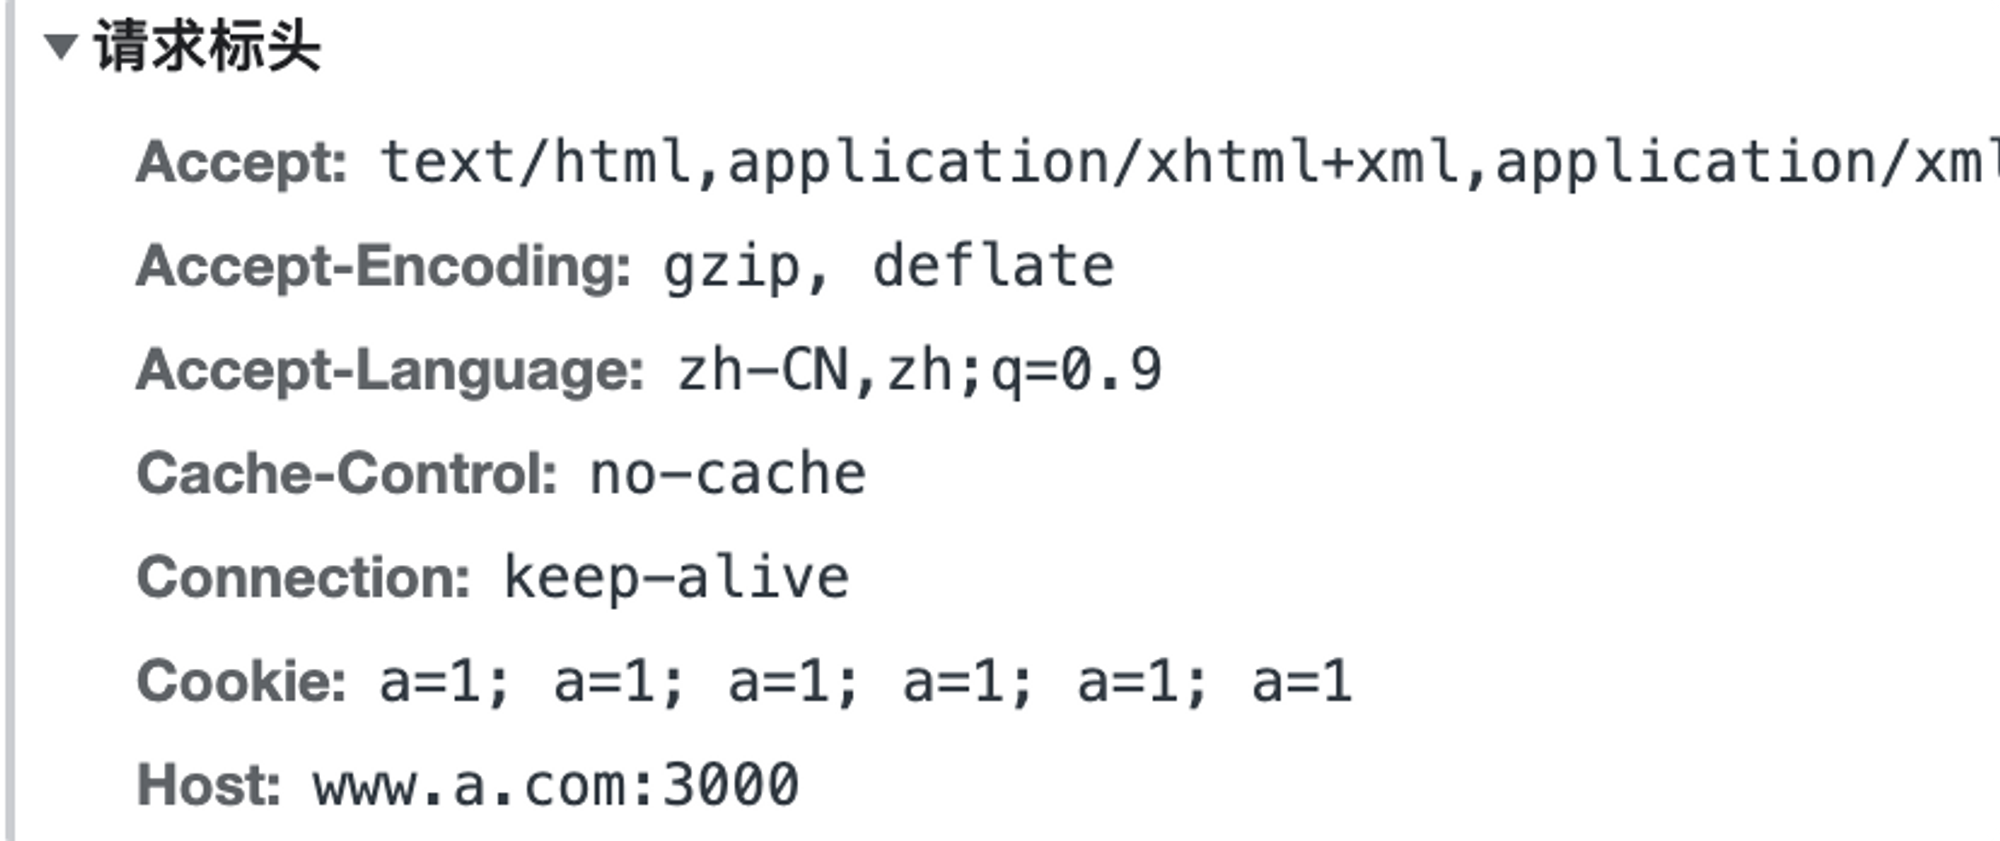 请求标头
Accept: text/html,application/xhtml+xml,application/xml
Accept-Encoding: gzip, deflate
Accept-Language: zh-CN,zh;q=0.9
Cache-Control: no-cache
Connection: keep-alive
Cookie: a=1; a=1; a=1; a=1; a=1; a=1
Host: www.a.com:3000